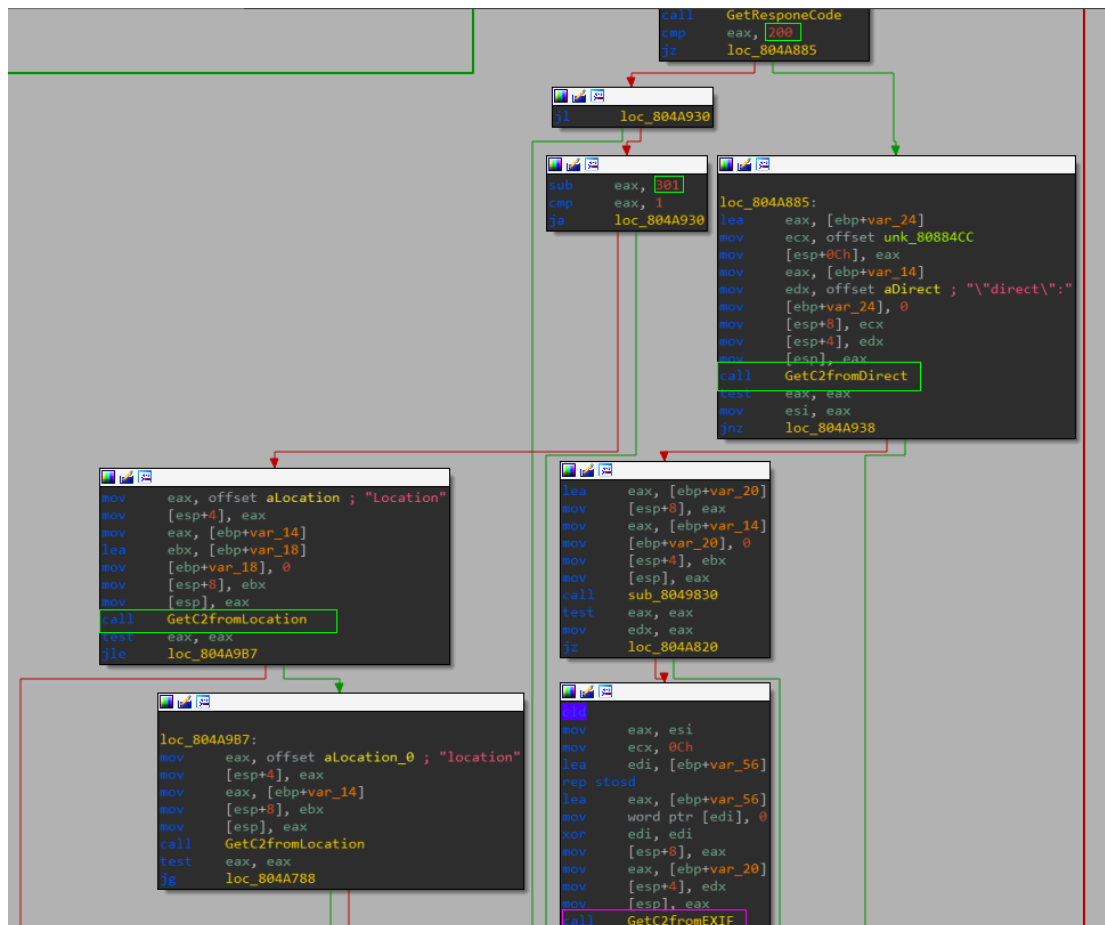 call GetResponeCode
cmp eax, 200
jz loc_804A885
jl loc_804A930
sub eax, 301
cmp eax, 1
ja loc_804A930
loc_804A885:
lea eax, [ebp+var_24]
mov ecx, offset unk_80884CC
mov [esp+0Ch], eax
mov eax, [ebp+var_14]
mov edx, offset aDirect ; "\"direct\":"
mov [ebp+var_24], 0
mov [esp+8], ecx
mov [esp+4], edx
mov [esp], eax
call GetC2fromDirect
test eax, eax
mov esi, eax
jnz loc_804A938
mov eax, offset aLocation ; "Location"
mov [esp+4], eax
mov eax, [ebp+var_14]
lea ebx, [ebp+var_18]
mov [ebp+var_18], 0
mov [esp+8], ebx
mov [esp], eax
call GetC2fromLocation
test eax, eax
jle loc_804A9B7
lea eax, [ebp+var_20]
mov [esp+8], eax
mov eax, [ebp+var_14]
mov [ebp+var_20], 0
mov [esp+4], ebx
mov [esp], eax
call sub_8049830
test eax, eax
mov edx, eax
jz loc_804A820
loc_804A9B7:
mov eax, offset aLocation_0 ; "location"
mov [esp+4], eax
mov eax, [ebp+var_14]
mov [esp+8], ebx
mov [esp], eax
call GetC2fromLocation
test eax, eax
jg loc_804A788
cld
mov eax, esi
mov ecx, 0Ch
lea edi, [ebp+var_56]
rep stosd
lea eax, [ebp+var_56]
mov word ptr [edi], 0
xor edi, edi
mov [esp+8], eax
mov eax, [ebp+var_20]
mov [esp+4], edx
mov [esp], eax
call GetC2fromEXIF